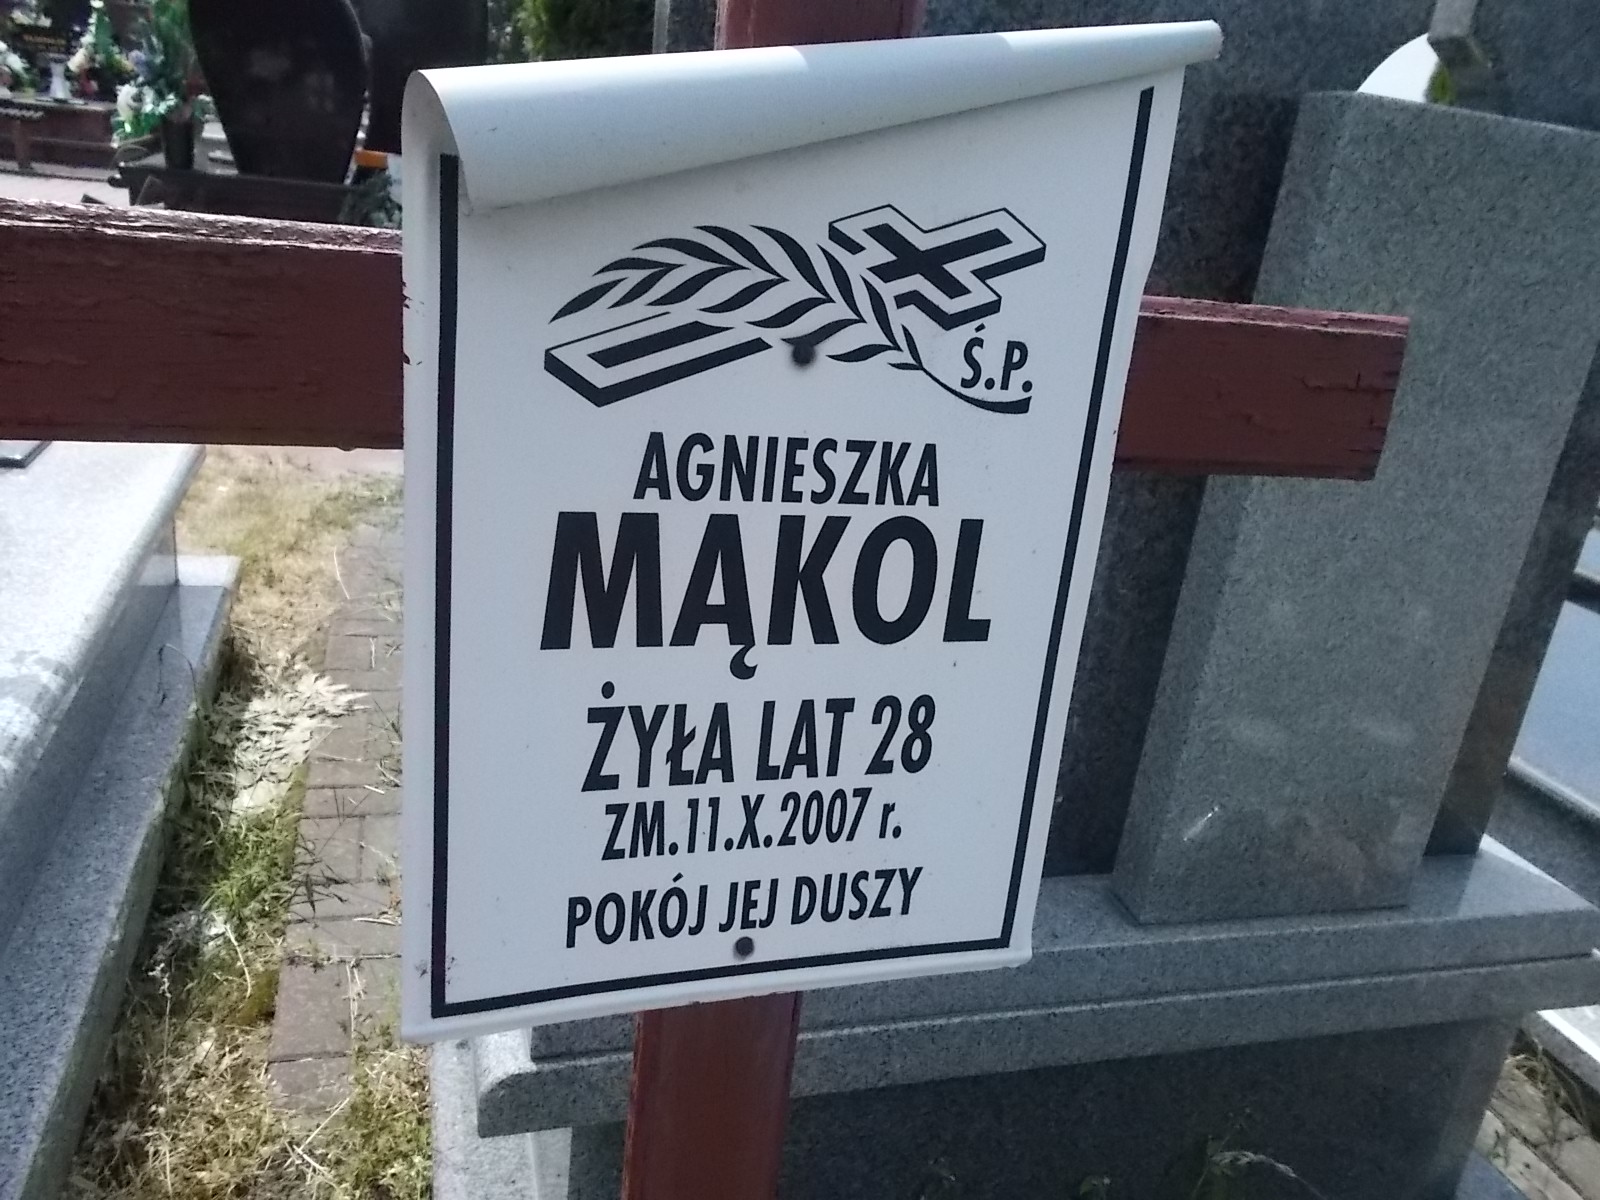 Ś.P.
AGNIESZKA
MĄKOL
ŻYŁA LAT 28
ZM.11.X.2007 r.
POKÓJ JEJ DUSZY